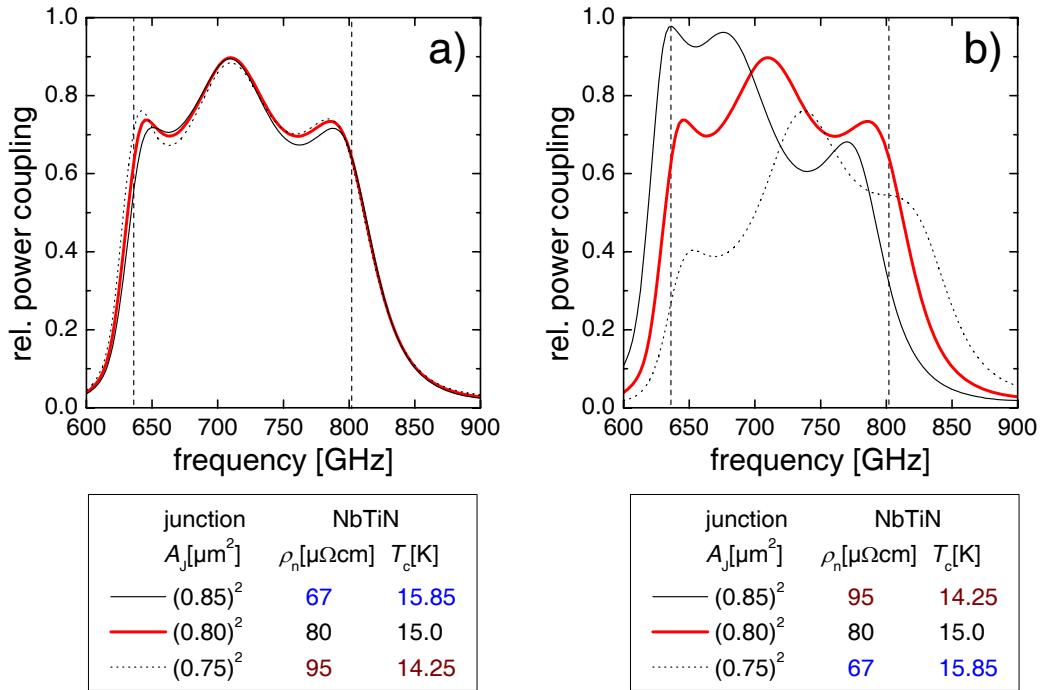 a)
1.0
0.8
0.6
0.4
0.2
0.0
rel. power coupling
600 650 700 750 800 850 900
frequency [GHz]
junction NbTiN
A_J[μm²] ρ_n[μΩcm] T_c[K]
(0.85)² 67 15.85
(0.80)² 80 15.0
(0.75)² 95 14.25
b)
1.0
0.8
0.6
0.4
0.2
0.0
rel. power coupling
600 650 700 750 800 850 900
frequency [GHz]
junction NbTiN
A_J[μm²] ρ_n[μΩcm] T_c[K]
(0.85)² 95 14.25
(0.80)² 80 15.0
(0.75)² 67 15.85